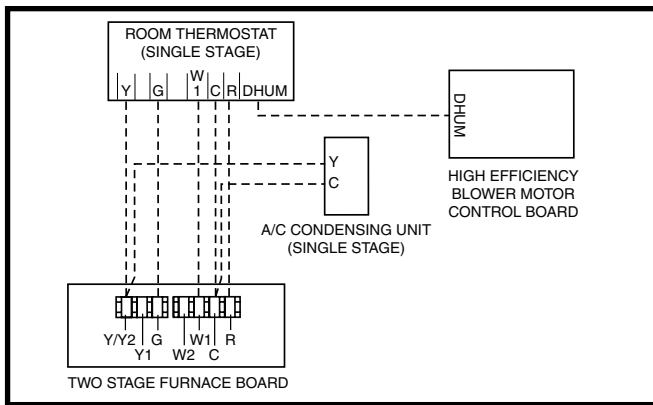 ROOM THERMOSTAT
(SINGLE STAGE)
Y G W1 C R DHUM
DHUM
Y
C
HIGH EFFICIENCY
BLOWER MOTOR
CONTROL BOARD
A/C CONDENSING UNIT
(SINGLE STAGE)
Y/Y2 G W1 R
Y1 W2 C
TWO STAGE FURNACE BOARD